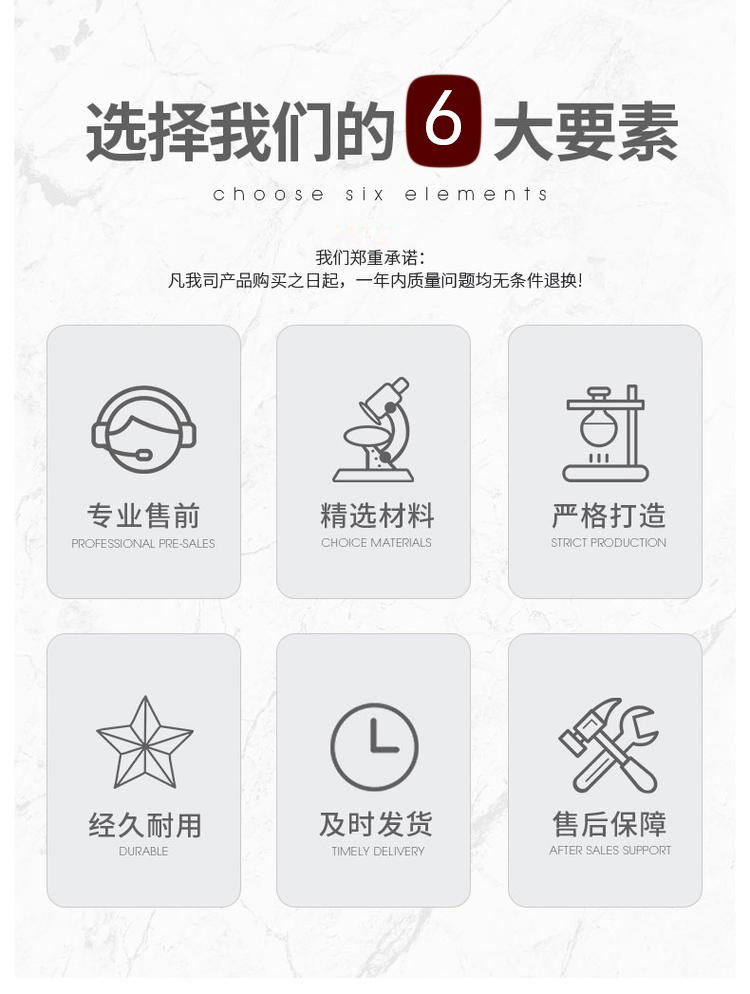 选择我们的6大要素
choose six elements
我们郑重承诺：
凡我司产品购买之日起，一年内质量问题均无条件退换!
专业售前
PROFESSIONAL PRE-SALES
精选材料
CHOICE MATERIALS
严格打造
STRICT PRODUCTION
经久耐用
DURABLE
及时发货
TIMELY DELIVERY
售后保障
AFTER SALES SUPPORT